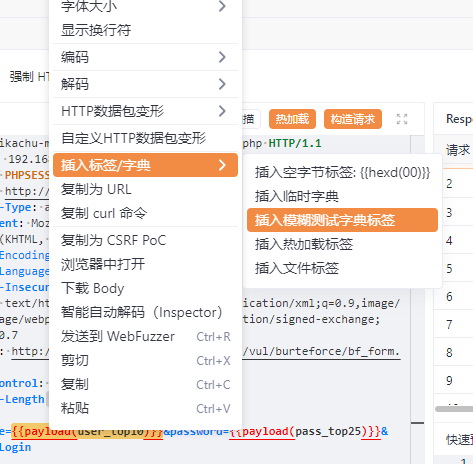 字体大小
显示换行符
编码
解码
HTTP数据包变形
自定义HTTP数据包变形
插入标签/字典
复制为 URL
复制 curl 命令
复制为 CSRF PoC
浏览器中打开
下载 Body
智能自动解码（Inspector）
发送到 WebFuzzer Ctrl+R
剪切 Ctrl+X
复制 Ctrl+C
粘贴 Ctrl+V
插入空字节标签: {{hexd(00)}}
插入临时字典
插入模糊测试字典标签
插入热加载标签
插入文件标签
强制 HT
描 热加载 构造请求
Resp
请求
2
3
4
5
6
7
8
9
快速预
1
ikachu-m php HTTP/1.1
192.16
PHPSESS
http://
-Type: a
ent: Moz
(KHTML,
Encoding
Language
-Insecur
text/ht ication/xml;q=0.9,image/
age/webp tion/signed-exchange;
0.7
: http:/ /vul/burteforce/bf_form.
ontrol:
-Length
e={{payload(user_top10)}}&password={{payload(pass_top25)}}&
Login